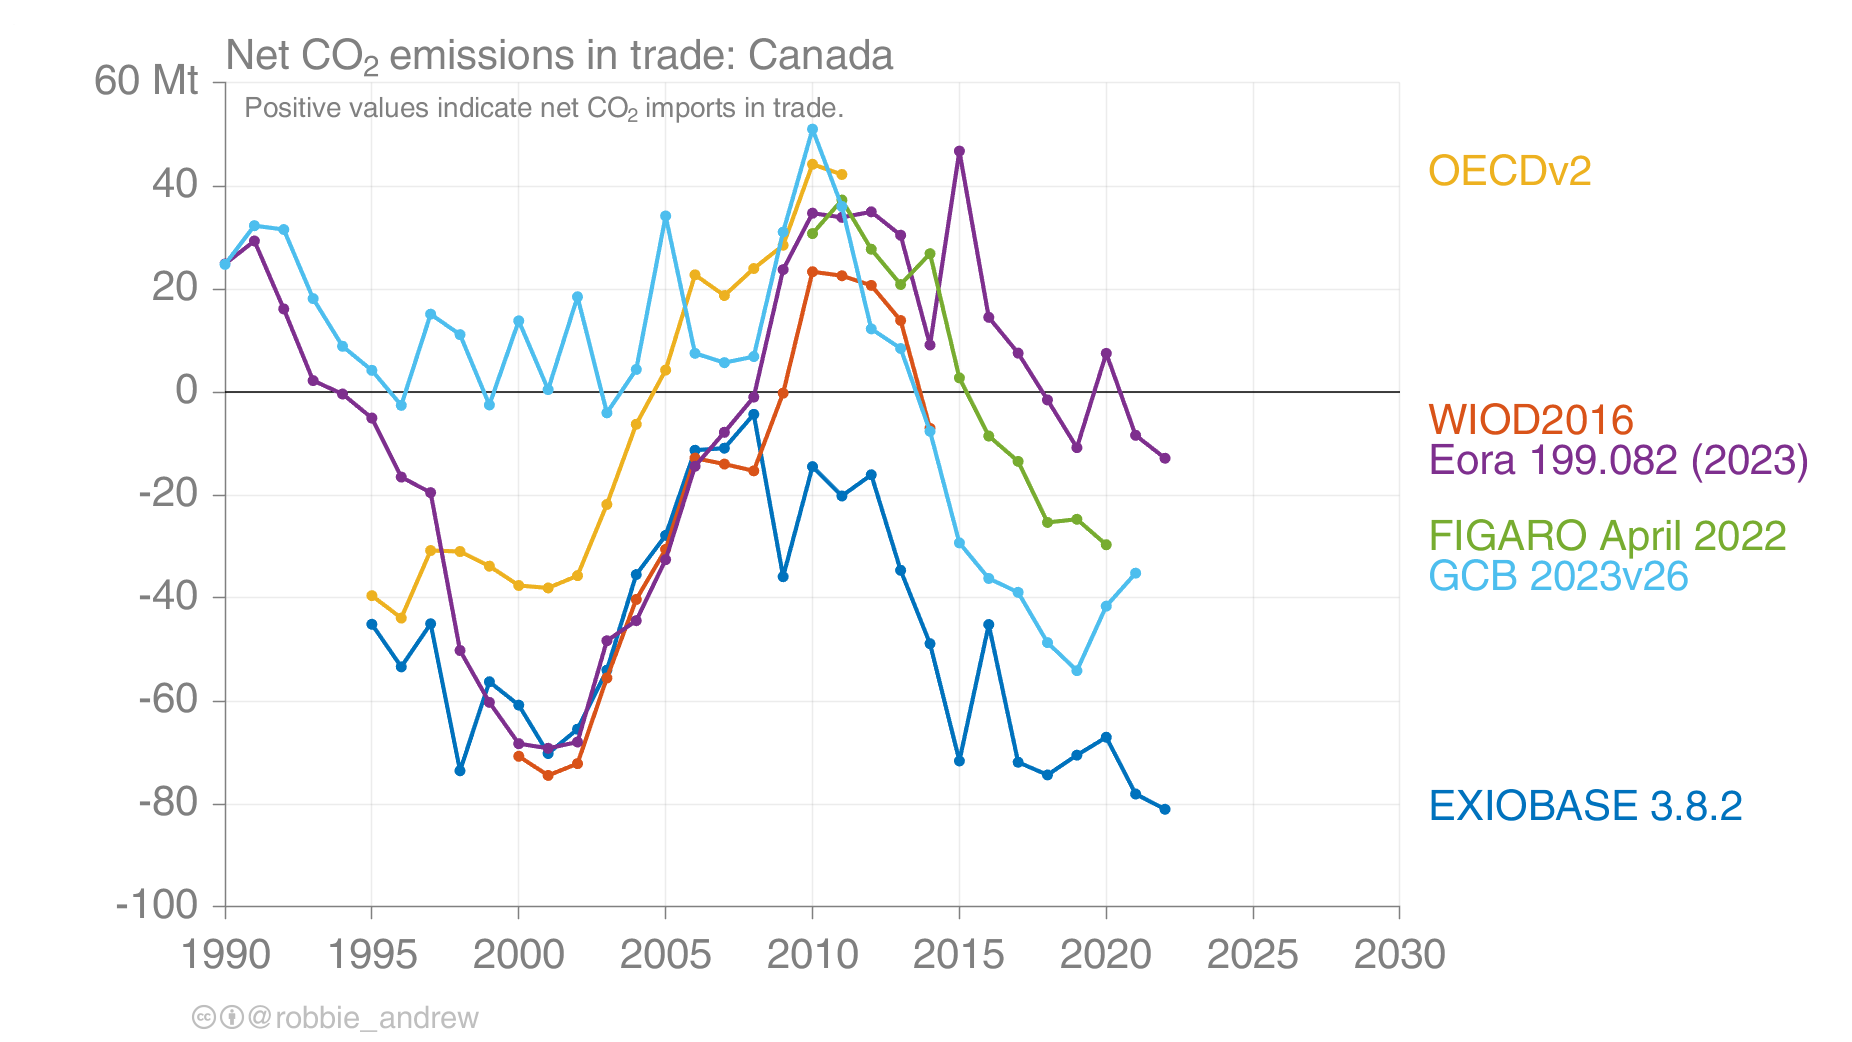 Net CO₂ emissions in trade: Canada
60 Mt
Positive values indicate net CO₂ imports in trade.
40
20
0
-20
-40
-60
-80
-100
1990 1995 2000 2005 2010 2015 2020 2025 2030
OECDv2
WIOD2016
Eora 199.082 (2023)
FIGARO April 2022
GCB 2023v26
EXIOBASE 3.8.2
cc @robbie_andrew